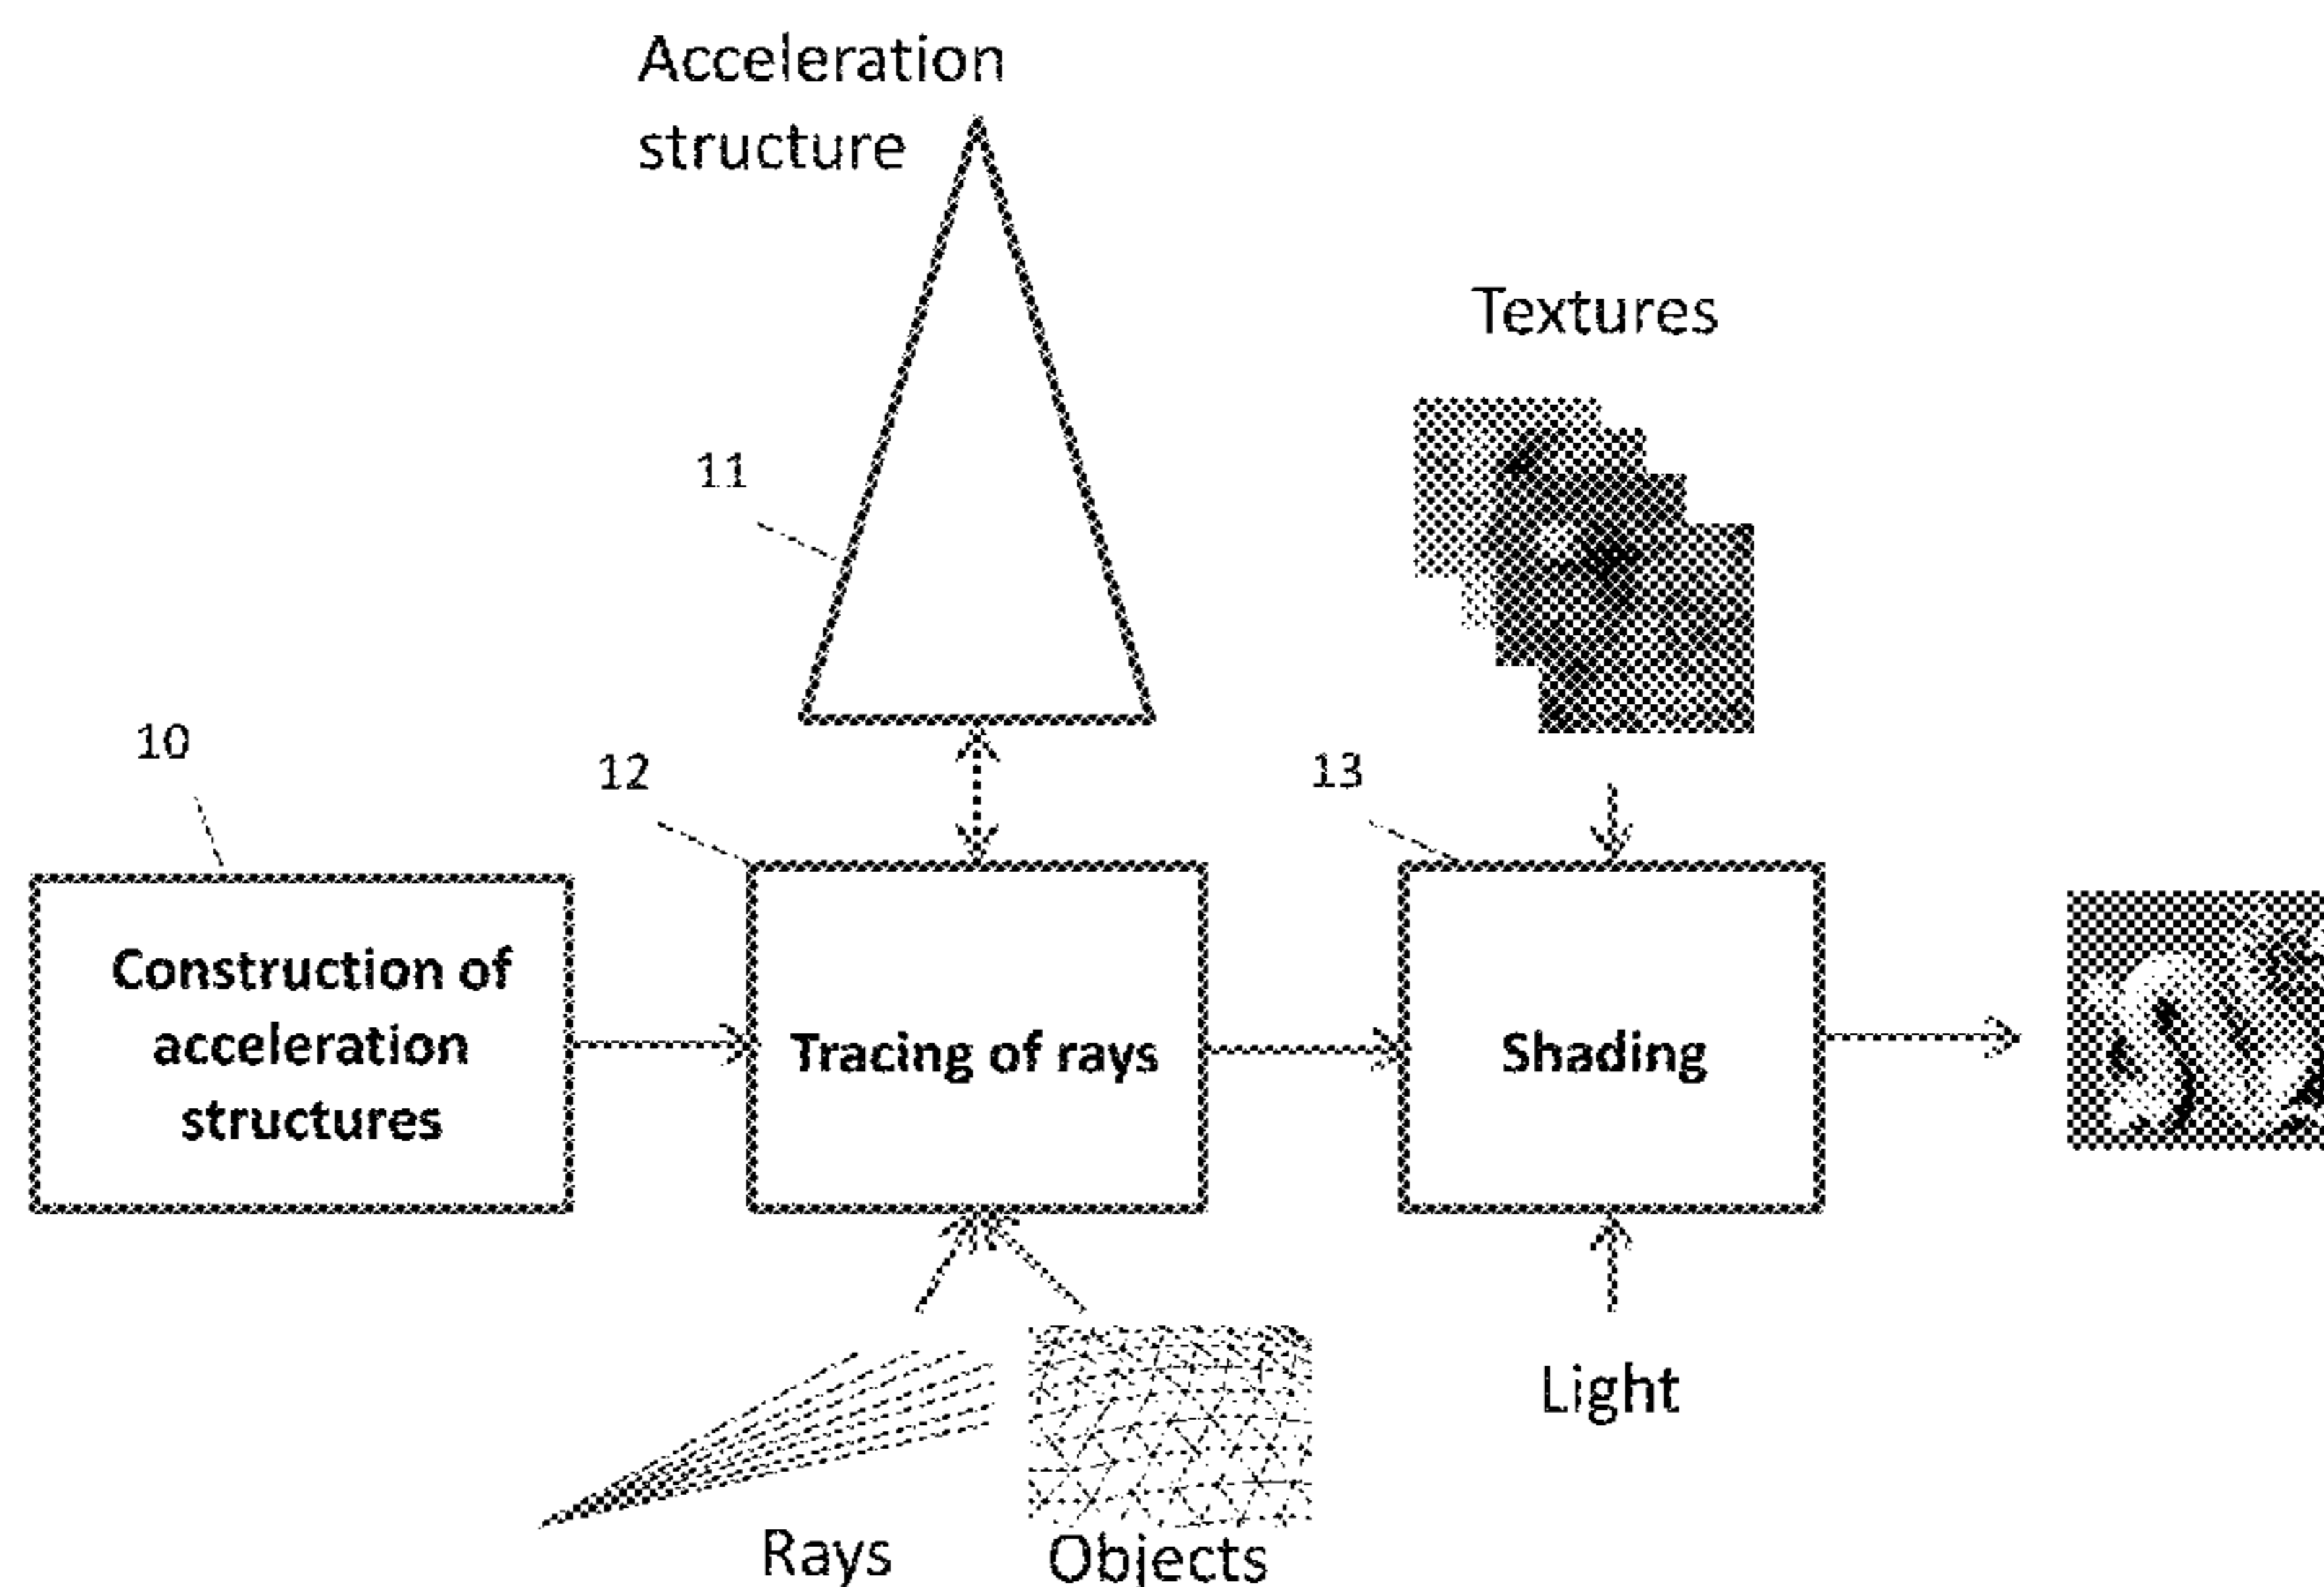 Acceleration
structure
Textures
11
10
12
13
Construction of
acceleration
structures
Tracing of rays
Shading
Light
Rays
Objects